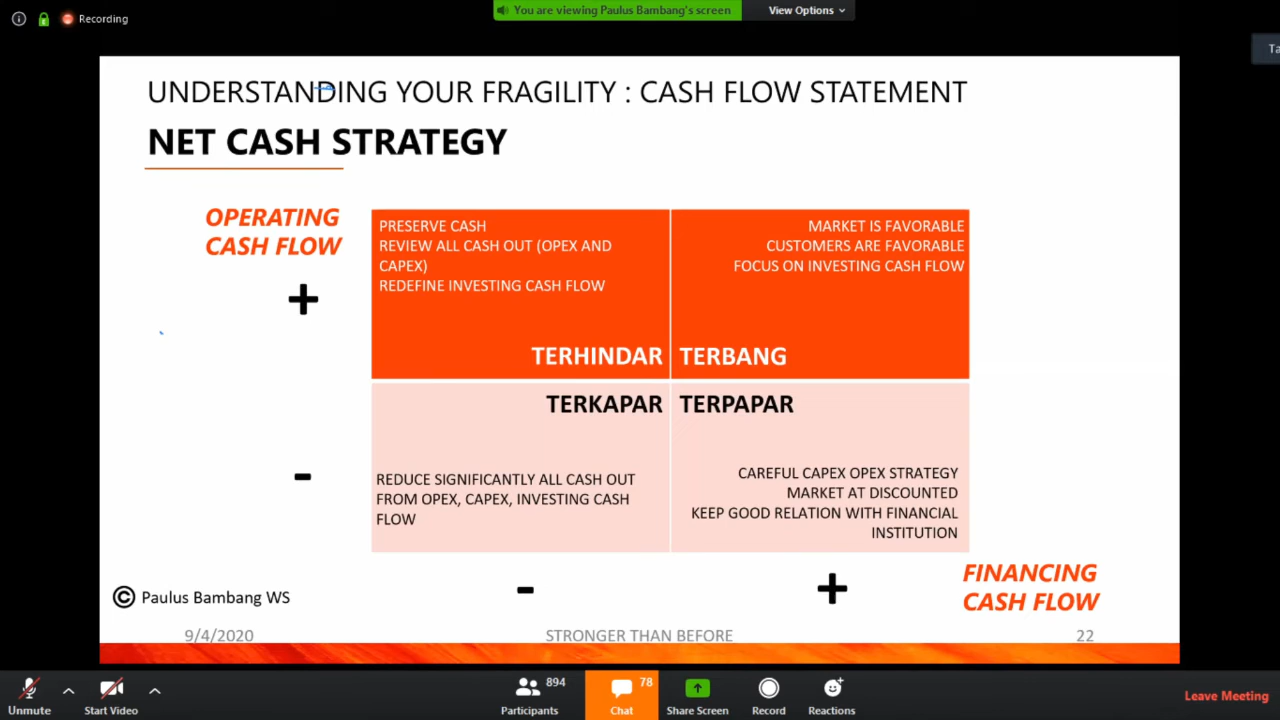 Recording
You are viewing Paulus Bambang's screen
View Options
Ta
UNDERSTANDING YOUR FRAGILITY : CASH FLOW STATEMENT
NET CASH STRATEGY
OPERATING
CASH FLOW
+
-
PRESERVE CASH
REVIEW ALL CASH OUT (OPEX AND
CAPEX)
REDEFINE INVESTING CASH FLOW
TERHINDAR
MARKET IS FAVORABLE
CUSTOMERS ARE FAVORABLE
FOCUS ON INVESTING CASH FLOW
TERBANG
TERKAPAR
REDUCE SIGNIFICANTLY ALL CASH OUT
FROM OPEX, CAPEX, INVESTING CASH
FLOW
TERPAPAR
CAREFUL CAPEX OPEX STRATEGY
MARKET AT DISCOUNTED
KEEP GOOD RELATION WITH FINANCIAL
INSTITUTION
-
+
FINANCING
CASH FLOW
© Paulus Bambang WS
9/4/2020
STRONGER THAN BEFORE
22
Unmute
Start Video
894
Participants
78
Chat
Share Screen
Record
Reactions
Leave Meeting